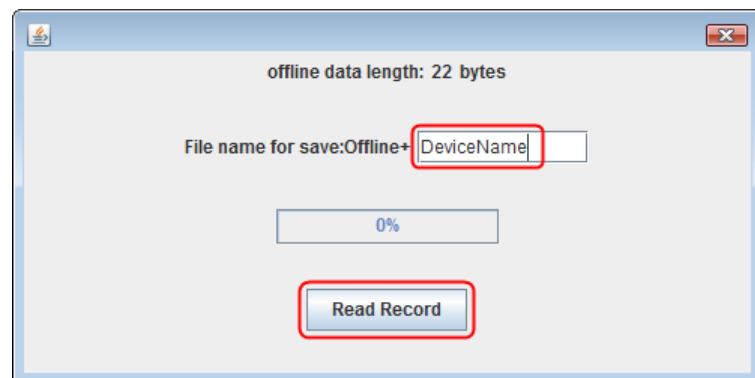 offline data length: 22 bytes
File name for save:Offline+ DeviceName
0%
Read Record